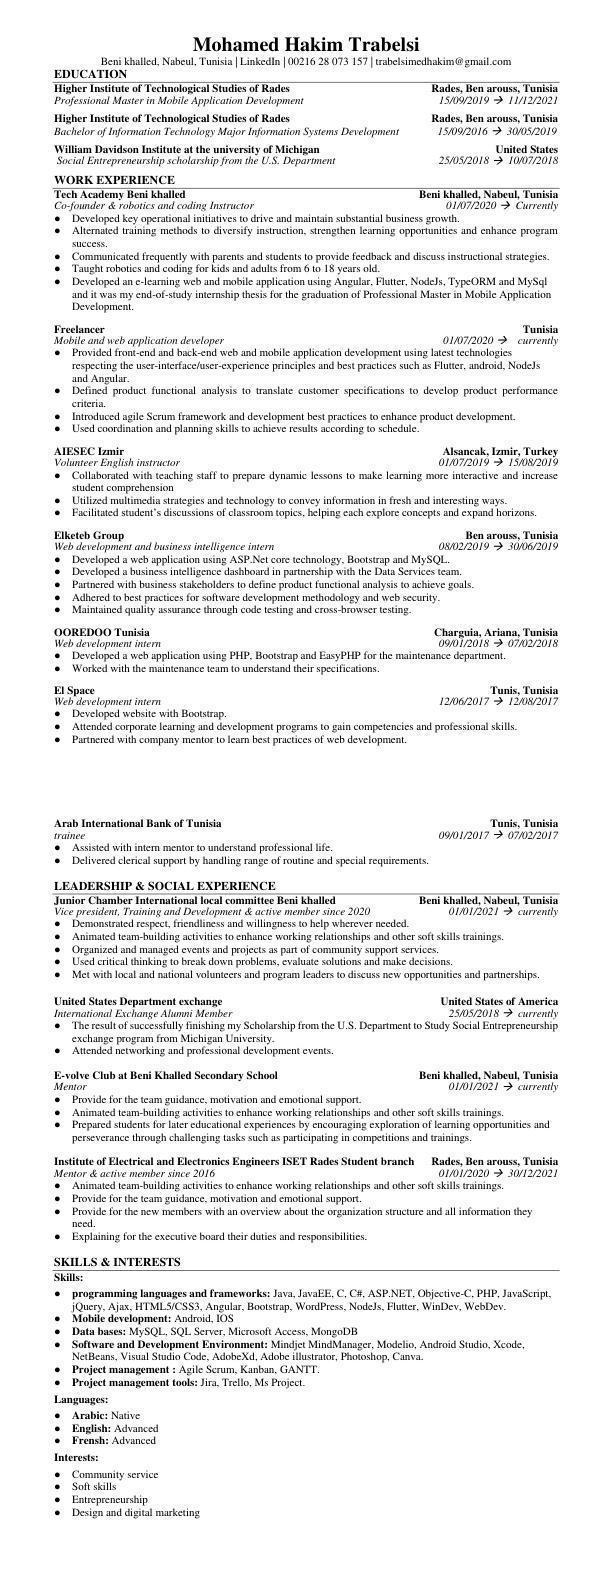 Mohamed Hakim Trabelsi
Beni khalled, Nabeul, Tunisia | LinkedIn | 00216 28 073 157 | trabelsimedhakim@gmail.com
EDUCATION
Higher Institute of Technological Studies of Rades Rades, Ben arouss, Tunisia
Professional Master in Mobile Application Development 15/09/2019 → 11/12/2021
Higher Institute of Technological Studies of Rades Rades, Ben arouss, Tunisia
Bachelor of Information Technology Major Information Systems Development 15/09/2016 → 30/05/2019
William Davidson Institute at the university of Michigan United States
Social Entrepreneurship scholarship from the U.S. Department 25/05/2018 → 10/07/2018
WORK EXPERIENCE
Tech Academy Beni khalled Beni khalled, Nabeul, Tunisia
Co-founder & robotics and coding Instructor 01/07/2020 → Currently
● Developed key operational initiatives to drive and maintain substantial business growth.
● Alternated training methods to diversify instruction, strengthen learning opportunities and enhance program
success.
● Communicated frequently with parents and students to provide feedback and discuss instructional strategies.
● Taught robotics and coding for kids and adults from 6 to 18 years old.
● Developed an e-learning web and mobile application using Angular, Flutter, NodeJs, TypeORM and MySql
and it was my end-of-study internship thesis for the graduation of Professional Master in Mobile Application
Development.
Freelancer Tunisia
Mobile and web application developer 01/07/2020 → currently
● Provided front-end and back-end web and mobile application development using latest technologies
respecting the user-interface/user-experience principles and best practices such as Flutter, android, NodeJs
and Angular.
● Defined product functional analysis to translate customer specifications to develop product performance
criteria.
● Introduced agile Scrum framework and development best practices to enhance product development.
● Used coordination and planning skills to achieve results according to schedule.
AIESEC Izmir Alsancak, Izmir, Turkey
Volunteer English instructor 01/07/2019 → 15/08/2019
● Collaborated with teaching staff to prepare dynamic lessons to make learning more interactive and increase
student comprehension
● Utilized multimedia strategies and technology to convey information in fresh and interesting ways.
● Facilitated student's discussions of classroom topics, helping each explore concepts and expand horizons.
Elketeb Group Ben arouss, Tunisia
Web development and business intelligence intern 08/02/2019 → 30/06/2019
● Developed a web application using ASP.Net core technology, Bootstrap and MySQL.
● Developed a business intelligence dashboard in partnership with the Data Services team.
● Partnered with business stakeholders to define product functional analysis to achieve goals.
● Adhered to best practices for software development methodology and web security.
● Maintained quality assurance through code testing and cross-browser testing.
OOREDOO Tunisia Charguia, Ariana, Tunisia
Web development intern 09/01/2018 → 07/02/2018
● Developed a web application using PHP, Bootstrap and EasyPHP for the maintenance department.
● Worked with the maintenance team to understand their specifications.
El Space Tunis, Tunisia
Web development intern 12/06/2017 → 12/08/2017
● Developed website with Bootstrap.
● Attended corporate learning and development programs to gain competencies and professional skills.
● Partnered with company mentor to learn best practices of web development.
Arab International Bank of Tunisia Tunis, Tunisia
trainee 09/01/2017 → 07/02/2017
● Assisted with intern mentor to understand professional life.
● Delivered clerical support by handling range of routine and special requirements.
LEADERSHIP & SOCIAL EXPERIENCE
Junior Chamber International local committee Beni khalled Beni khalled, Nabeul, Tunisia
Vice president, Training and Development & active member since 2020 01/01/2021 → currently
● Demonstrated respect, friendliness and willingness to help wherever needed.
● Animated team-building activities to enhance working relationships and other soft skills trainings.
● Organized and managed events and projects as part of community support services.
● Used critical thinking to break down problems, evaluate solutions and make decisions.
● Met with local and national volunteers and program leaders to discuss new opportunities and partnerships.
United States Department exchange United States of America
International Exchange Alumni Member 25/05/2018 → currently
● The result of successfully finishing my Scholarship from the U.S. Department to Study Social Entrepreneurship
exchange program from Michigan University.
● Attended networking and professional development events.
E-volve Club at Beni Khalled Secondary School Beni khalled, Nabeul, Tunisia
Mentor 01/01/2021 → currently
● Provide for the team guidance, motivation and emotional support.
● Animated team-building activities to enhance working relationships and other soft skills trainings.
● Prepared students for later educational experiences by encouraging exploration of learning opportunities and
perseverance through challenging tasks such as participating in competitions and trainings.
Institute of Electrical and Electronics Engineers ISET Rades Student branch Rades, Ben arouss, Tunisia
Mentor & active member since 2016 01/01/2020 → 30/12/2021
● Animated team-building activities to enhance working relationships and other soft skills trainings.
● Provide for the team guidance, motivation and emotional support.
● Provide for the new members with an overview about the organization structure and all information they
need.
● Explaining for the executive board their duties and responsibilities.
SKILLS & INTERESTS
Skills:
● programming languages and frameworks: Java, JavaEE, C, C#, ASP.NET, Objective-C, PHP, JavaScript,
jQuery, Ajax, HTML5/CSS3, Angular, Bootstrap, WordPress, NodeJs, Flutter, WinDev, WebDev.
● Mobile development: Android, IOS
● Data bases: MySQL, SQL Server, Microsoft Access, MongoDB
● Software and Development Environment: Mindjet MindManager, Modelio, Android Studio, Xcode,
NetBeans, Visual Studio Code, AdobeXd, Adobe illustrator, Photoshop, Canva.
● Project management : Agile Scrum, Kanban, GANTT.
● Project management tools: Jira, Trello, Ms Project.
Languages:
● Arabic: Native
● English: Advanced
● Frensh: Advanced
Interests:
● Community service
● Soft skills
● Entrepreneurship
● Design and digital marketing